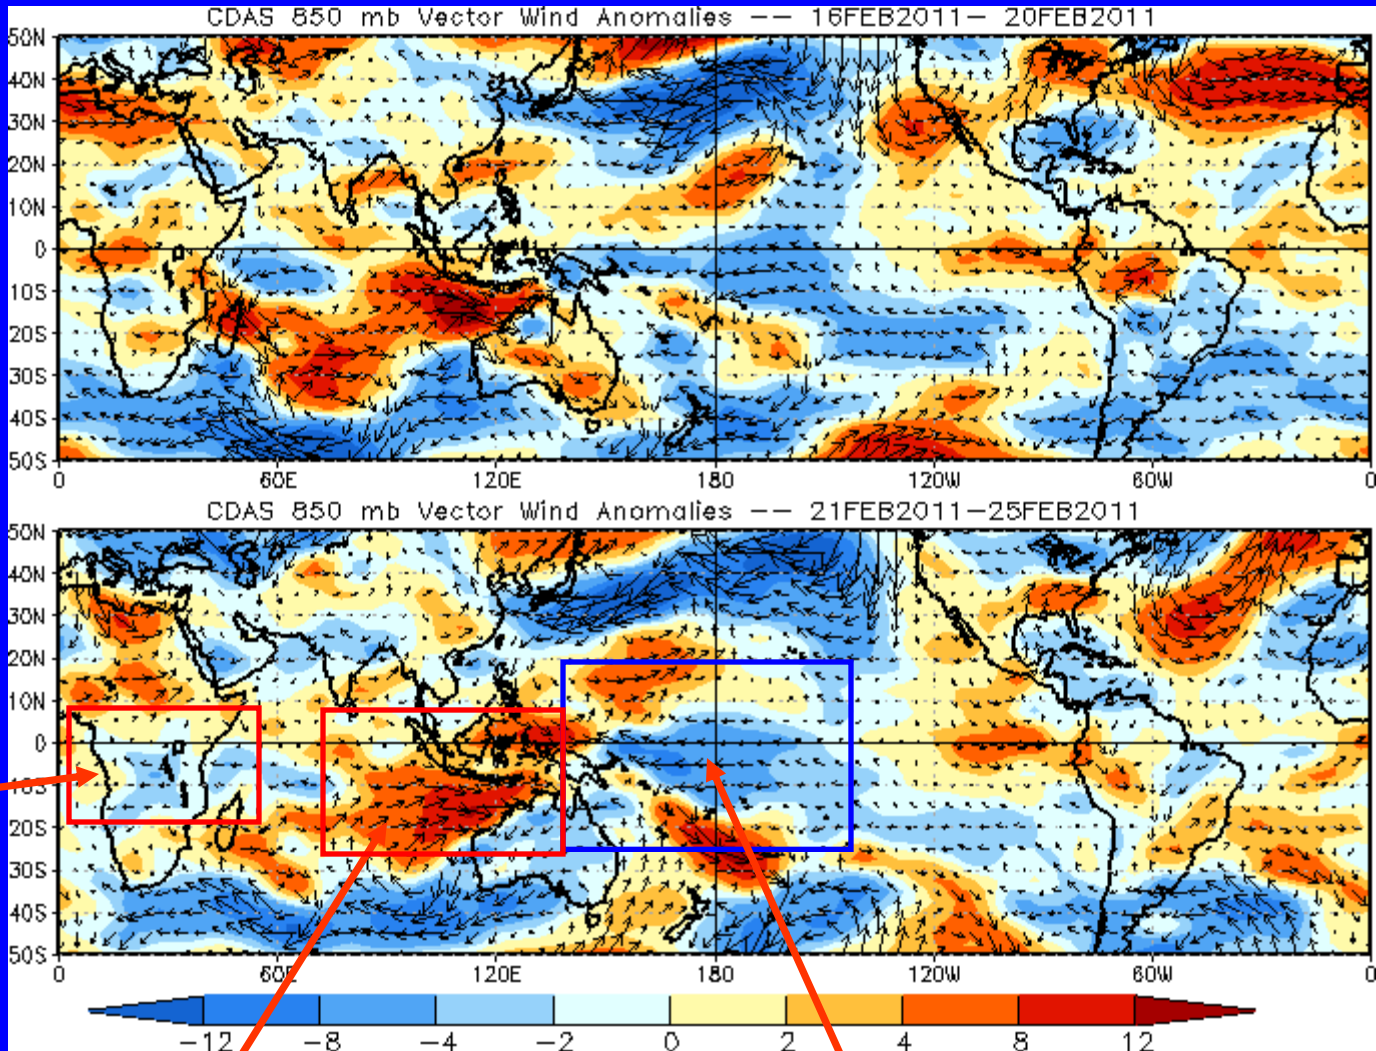 CDAS 850 mb Vector Wind Anomalies -- 16FEB2011- 20FEB2011
50N
40N
30N
20N
10N
0
10S
20S
30S
40S
50S
60E 120E 180 120W 60W 0
CDAS 850 mb Vector Wind Anomalies -- 21FEB2011-25FEB2011
50N
40N
30N
20N
10N
0
10S
20S
30S
40S
50S
0 60E 120E 180 120W 60W 0
-12 -8 -4 -2 0 2 4 8 12